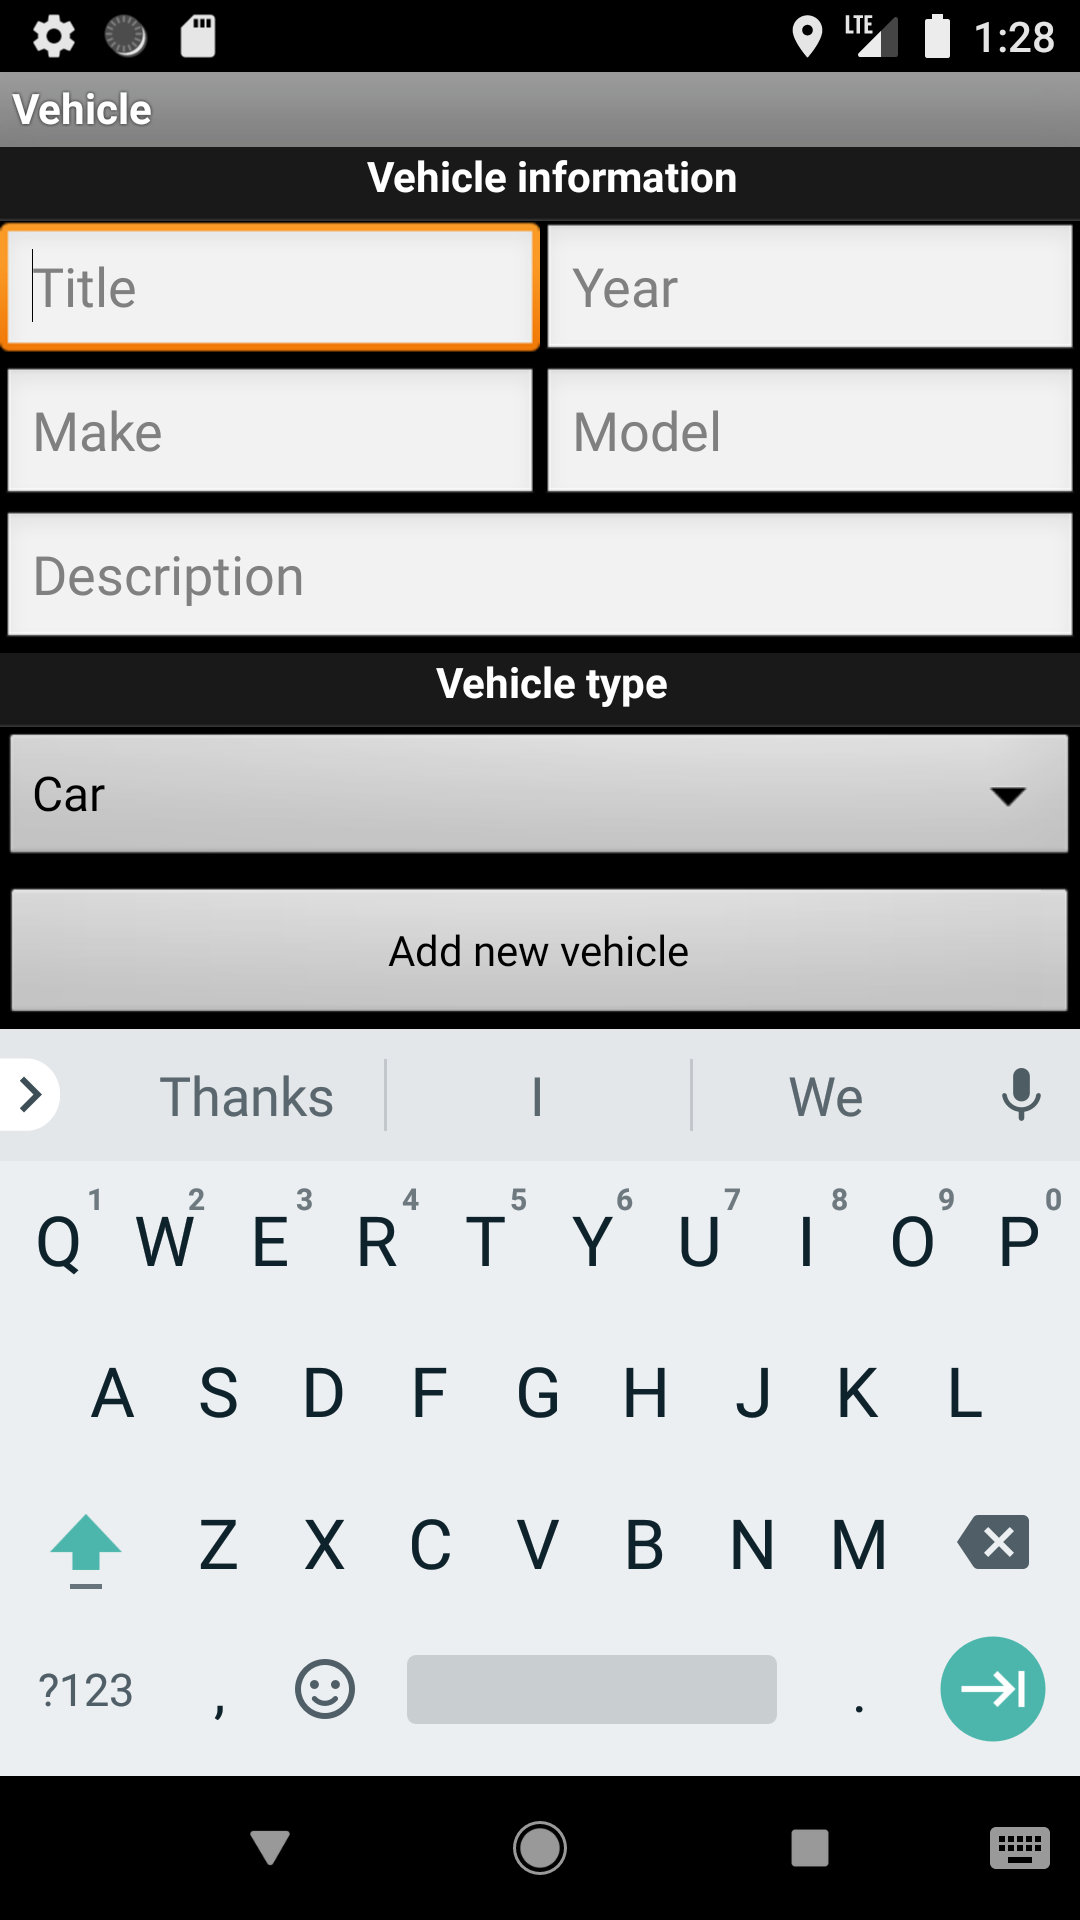 LTE 1:28
Vehicle
Vehicle information
Title Year
Make Model
Description
Vehicle type
Car
Add new vehicle
Thanks I We
1 2 3 4 5 6 7 8 9 0
Q W E R T Y U I O P
A S D F G H J K L
Z X C V B N M
?123 , .